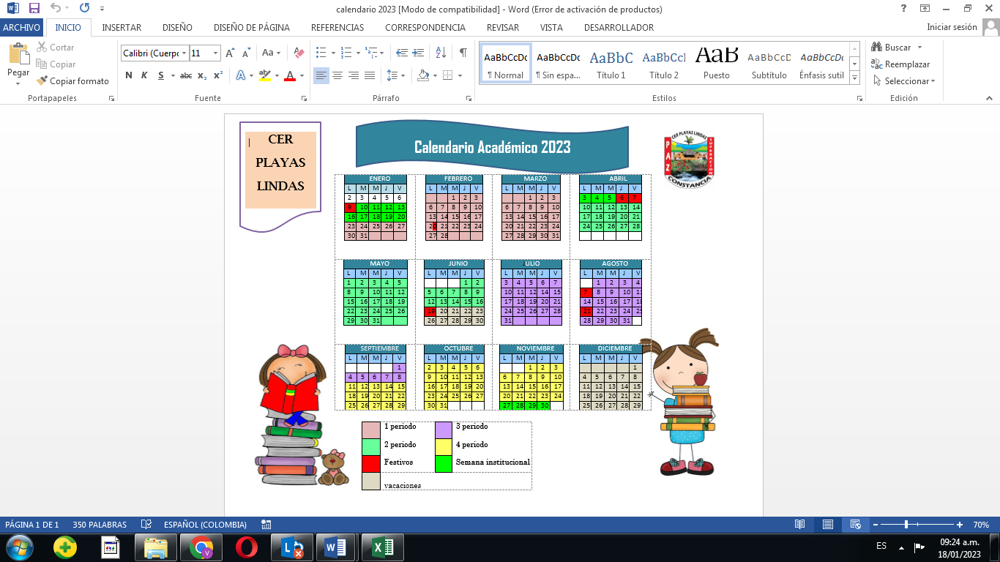 calendario 2023 [Modo de compatibilidad] - Word (Error de activación de productos)
ARCHIVO INICIO INSERTAR DISEÑO DISEÑO DE PÁGINA REFERENCIAS CORRESPONDENCIA REVISAR VISTA DESARROLLADOR Iniciar sesión
Pegar
Cortar
Copiar
Copiar formato
Portapapeles
Calibri (Cuerpo 11
N K S abc x₂ x²
Fuente
Párrafo
AaBbCcDc AaBbCcDc AaBbC AaBbCcI AaB AaBbCcD AaBbCcDc
¶ Normal ¶ Sin espa... Título 1 Título 2 Puesto Subtítulo Énfasis sutil
Estilos
Buscar
Reemplazar
Seleccionar
Edición
CER
PLAYAS
LINDAS
Calendario Académico 2023
CER PLAYAS LINDAS
PAZ
SUPERACION
CONSTANCIA
ENERO FEBRERO MARZO ABRIL
L M M J V L M M J V L M M J V L M M J V
2 3 4 5 6 1 2 3 1 2 3 3 4 5 6 7
9 10 11 12 13 6 7 8 9 10 6 7 8 9 10 10 11 12 13 14
16 17 18 19 20 13 14 15 16 17 13 14 15 16 17 17 18 19 20 21
23 24 25 26 27 20 21 22 23 24 20 21 22 23 24 24 25 26 27 28
30 31 27 28 27 28 29 30 31
MAYO JUNIO JULIO AGOSTO
L M M J V L M M J V L M M J V L M M J V
1 2 3 4 5 1 2 3 4 5 6 7 1 2 3 4
8 9 10 11 12 5 6 7 8 9 10 11 12 14 15 7 8 9 10 11
15 16 17 18 19 12 13 14 15 16 17 18 19 20 21 14 15 16 17 18
22 23 24 25 26 19 20 21 22 23 24 25 26 27 28 21 22 23 24 25
29 30 31 26 27 28 29 30 31 28 29 30 31
SEPTIEMBRE OCTUBRE NOVIEMBRE DICIEMBRE
L M M J V L M M J V L M M J V L M M J V
1 2 3 4 5 6 1 2 3 1
4 5 6 7 8 9 10 11 12 13 6 7 8 9 10 4 5 6 7 8
11 12 13 14 15 16 17 18 19 20 13 14 15 16 17 11 12 13 14 15
18 19 20 21 22 23 24 25 26 27 20 21 22 23 24 18 19 20 21 22
25 26 27 28 29 30 31 27 28 29 30 25 26 27 28 29
1 periodo 3 periodo
2 periodo 4 periodo
Festivos Semana institucional
vacaciones
PÁGINA 1 DE 1 350 PALABRAS ESPAÑOL (COLOMBIA) 70%
ES 09:24 a.m.
18/01/2023